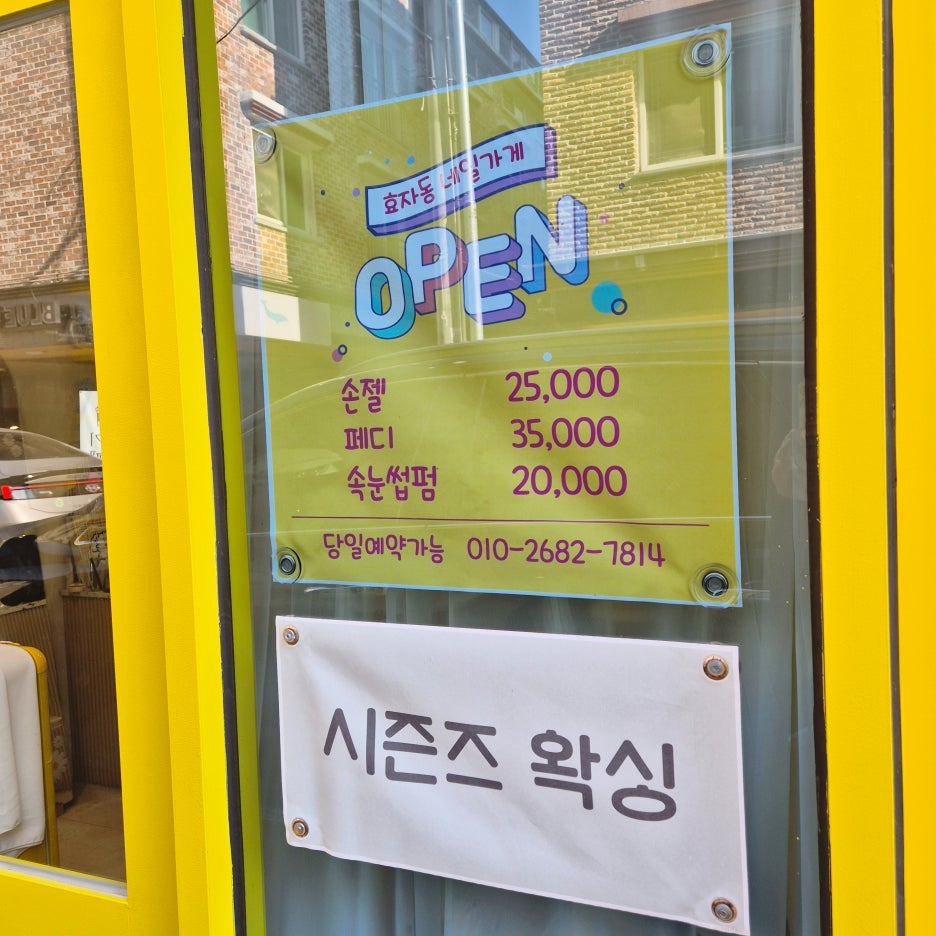 효자동 네일가게
OPEN
손젤 25,000
페디 35,000
속눈썹펌 20,000
당일예약가능 010-2682-7814
시즌즈 왁싱
BLUE